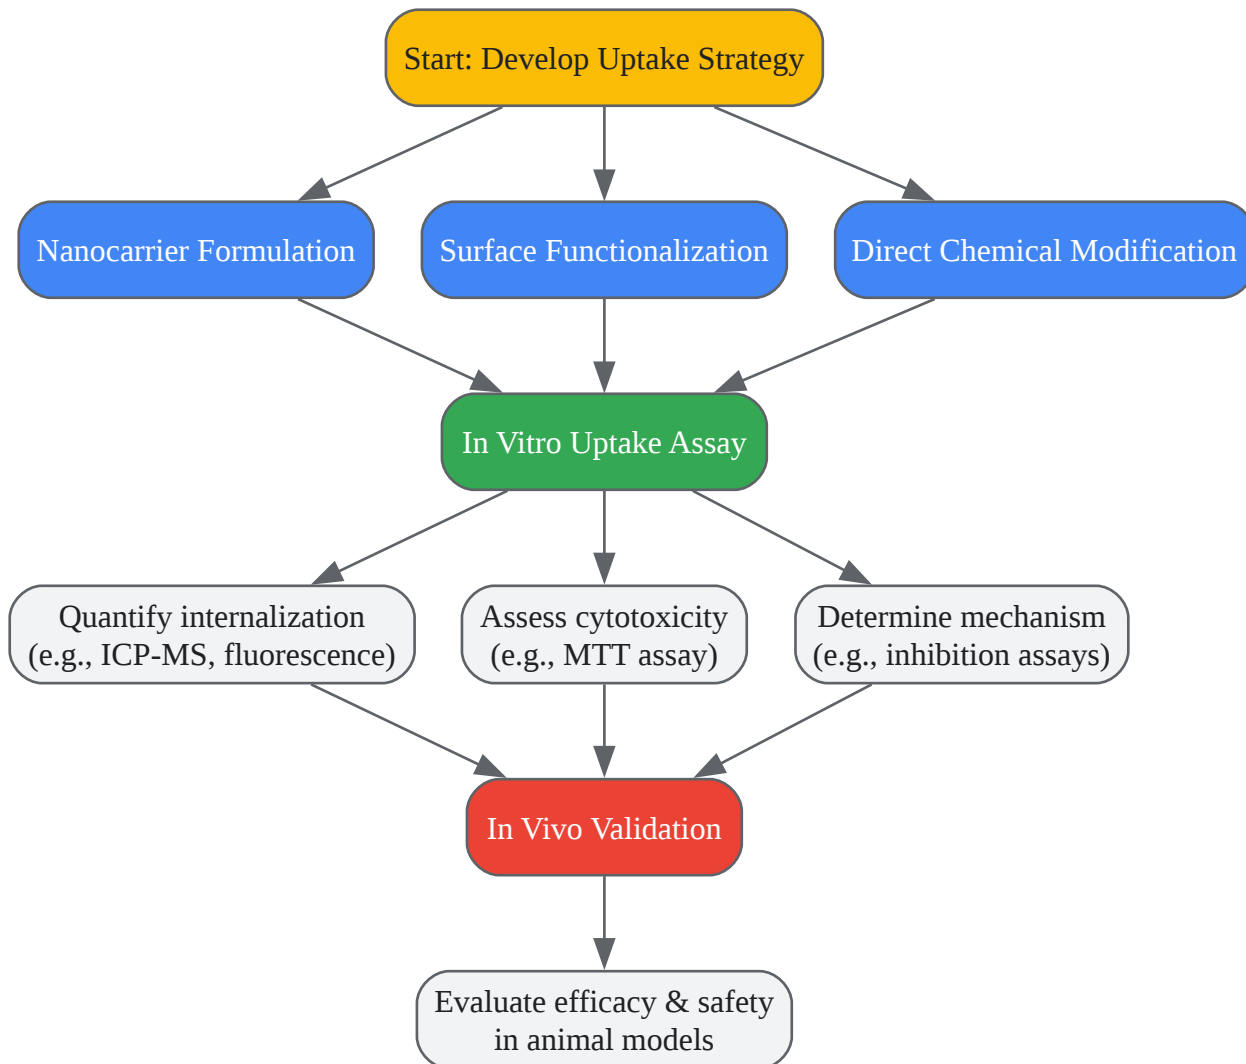 Start: Develop Uptake Strategy
Nanocarrier Formulation
Surface Functionalization
Direct Chemical Modification
In Vitro Uptake Assay
Quantify internalization
(e.g., ICP-MS, fluorescence)
Assess cytotoxicity
(e.g., MTT assay)
Determine mechanism
(e.g., inhibition assays)
In Vivo Validation
Evaluate efficacy & safety
in animal models